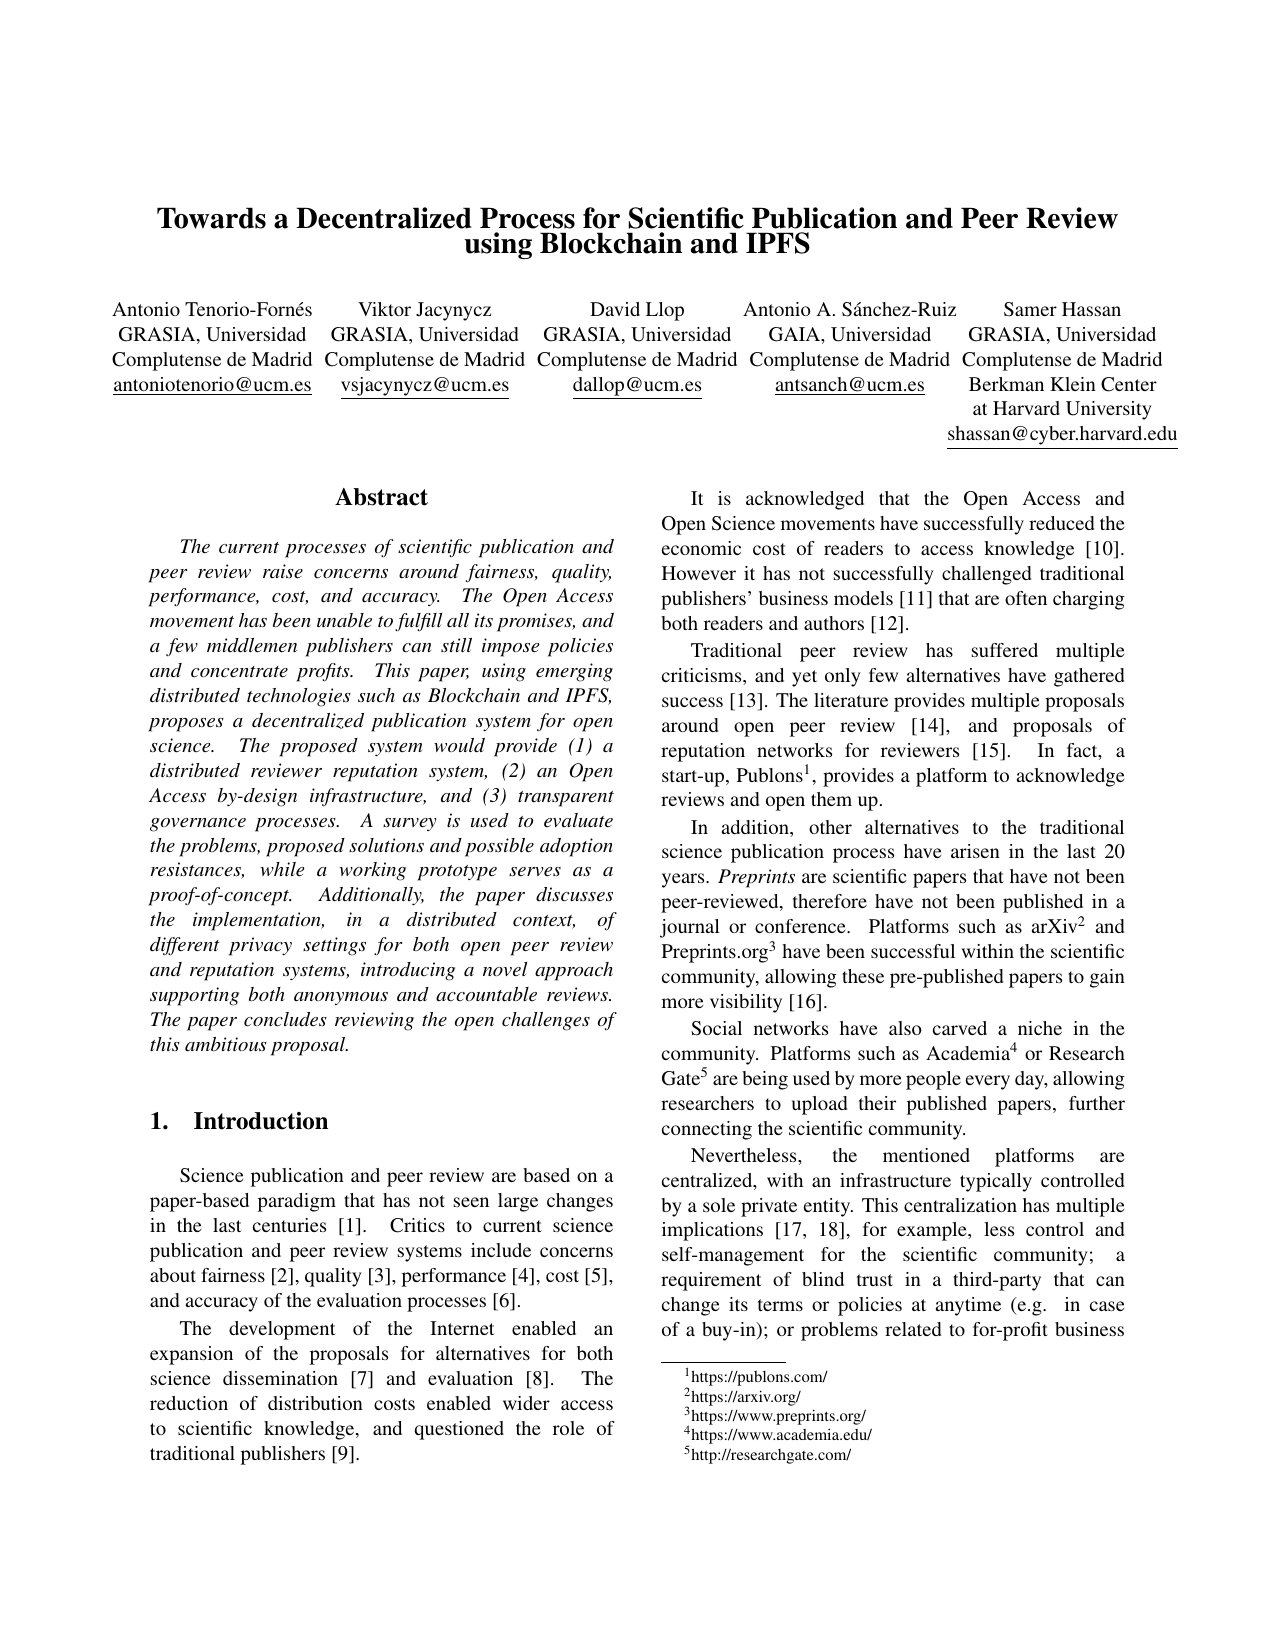 Towards a Decentralized Process for Scientific Publication and Peer Review
using Blockchain and IPFS
Antonio Tenorio-Fornés
GRASIA, Universidad
Complutense de Madrid
antoniotenorio@ucm.es
Viktor Jacynycz
GRASIA, Universidad
Complutense de Madrid
vsjacynycz@ucm.es
David Llop
GRASIA, Universidad
Complutense de Madrid
dallop@ucm.es
Antonio A. Sánchez-Ruiz
GAIA, Universidad
Complutense de Madrid
antsanch@ucm.es
Samer Hassan
GRASIA, Universidad
Complutense de Madrid
Berkman Klein Center
at Harvard University
shassan@cyber.harvard.edu
Abstract
The current processes of scientific publication and
peer review raise concerns around fairness, quality,
performance, cost, and accuracy. The Open Access
movement has been unable to fulfill all its promises, and
a few middlemen publishers can still impose policies
and concentrate profits. This paper, using emerging
distributed technologies such as Blockchain and IPFS,
proposes a decentralized publication system for open
science. The proposed system would provide (1) a
distributed reviewer reputation system, (2) an Open
Access by-design infrastructure, and (3) transparent
governance processes. A survey is used to evaluate
the problems, proposed solutions and possible adoption
resistances, while a working prototype serves as a
proof-of-concept. Additionally, the paper discusses
the implementation, in a distributed context, of
different privacy settings for both open peer review
and reputation systems, introducing a novel approach
supporting both anonymous and accountable reviews.
The paper concludes reviewing the open challenges of
this ambitious proposal.
1. Introduction
Science publication and peer review are based on a
paper-based paradigm that has not seen large changes
in the last centuries [1]. Critics to current science
publication and peer review systems include concerns
about fairness [2], quality [3], performance [4], cost [5],
and accuracy of the evaluation processes [6].
The development of the Internet enabled an
expansion of the proposals for alternatives for both
science dissemination [7] and evaluation [8]. The
reduction of distribution costs enabled wider access
to scientific knowledge, and questioned the role of
traditional publishers [9].
It is acknowledged that the Open Access and
Open Science movements have successfully reduced the
economic cost of readers to access knowledge [10].
However it has not successfully challenged traditional
publishers' business models [11] that are often charging
both readers and authors [12].
Traditional peer review has suffered multiple
criticisms, and yet only few alternatives have gathered
success [13]. The literature provides multiple proposals
around open peer review [14], and proposals of
reputation networks for reviewers [15]. In fact, a
start-up, Publons1, provides a platform to acknowledge
reviews and open them up.
In addition, other alternatives to the traditional
science publication process have arisen in the last 20
years. Preprints are scientific papers that have not been
peer-reviewed, therefore have not been published in a
journal or conference. Platforms such as arXiv2 and
Preprints.org3 have been successful within the scientific
community, allowing these pre-published papers to gain
more visibility [16].
Social networks have also carved a niche in the
community. Platforms such as Academia4 or Research
Gate5 are being used by more people every day, allowing
researchers to upload their published papers, further
connecting the scientific community.
Nevertheless, the mentioned platforms are
centralized, with an infrastructure typically controlled
by a sole private entity. This centralization has multiple
implications [17, 18], for example, less control and
self-management for the scientific community; a
requirement of blind trust in a third-party that can
change its terms or policies at anytime (e.g. in case
of a buy-in); or problems related to for-profit business
1https://publons.com/
2https://arxiv.org/
3https://www.preprints.org/
4https://www.academia.edu/
5http://researchgate.com/